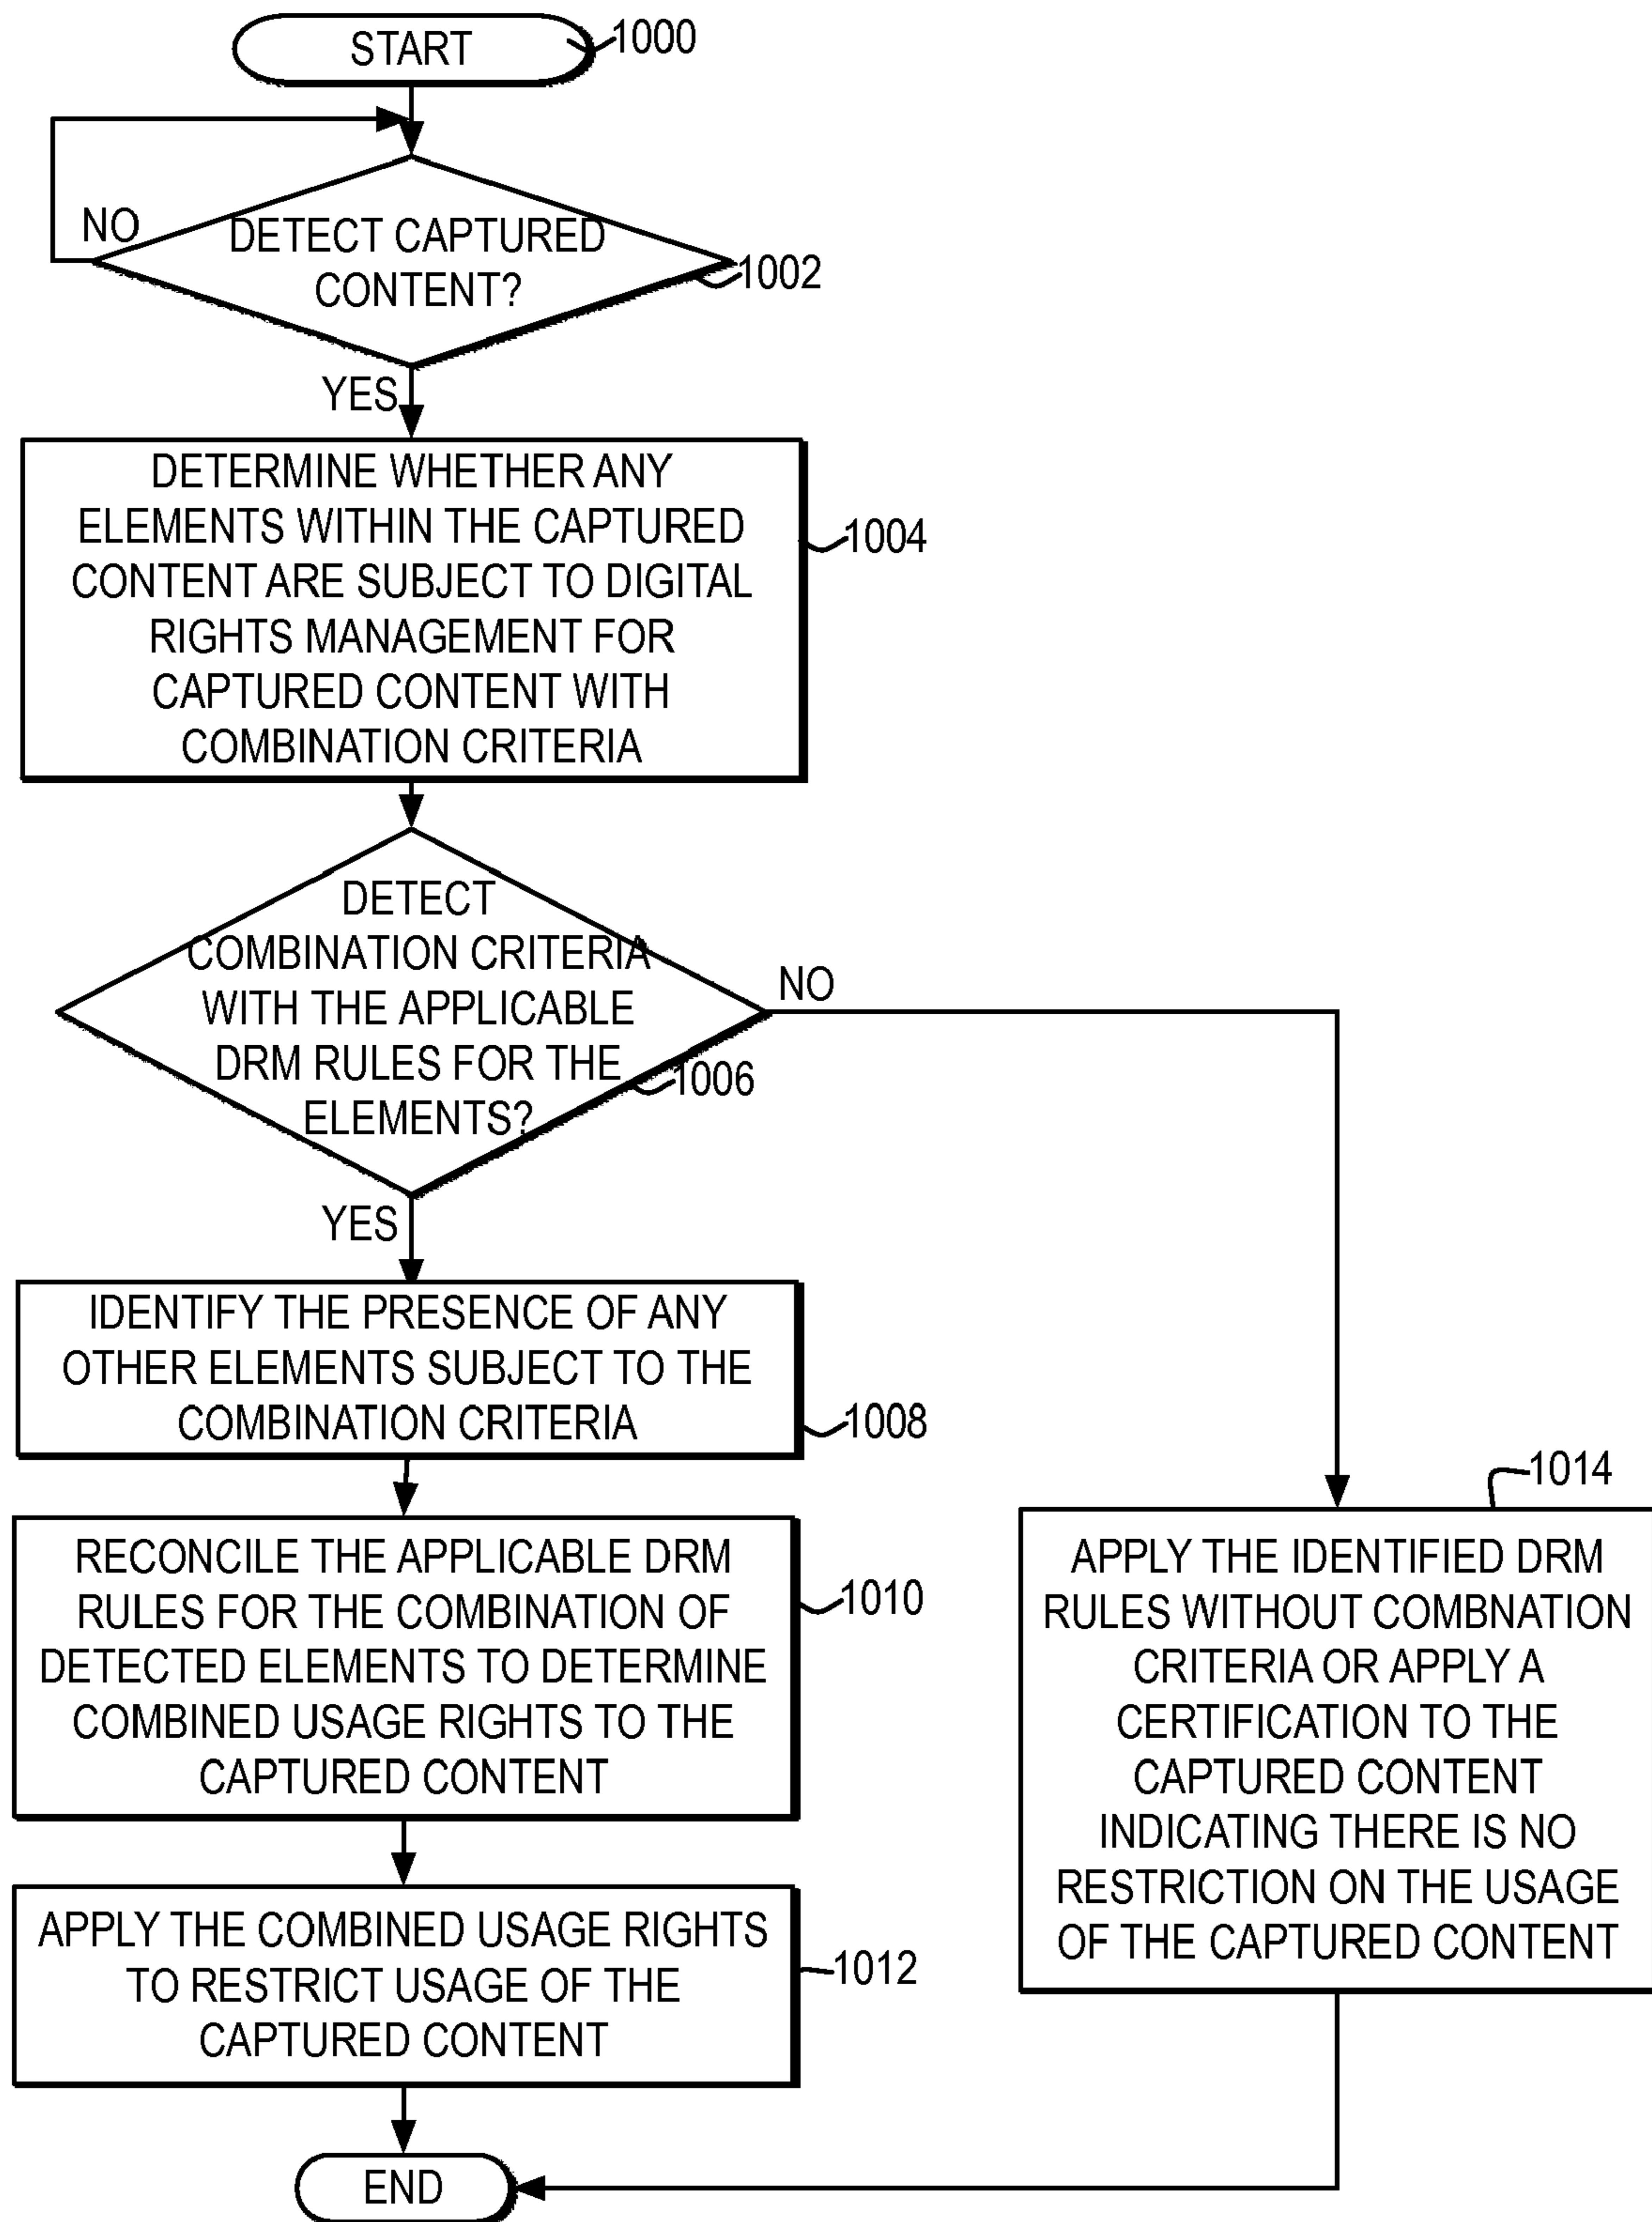 START
1000
NO
DETECT CAPTURED
CONTENT?
1002
YES
DETERMINE WHETHER ANY
ELEMENTS WITHIN THE CAPTURED
CONTENT ARE SUBJECT TO DIGITAL
RIGHTS MANAGEMENT FOR
CAPTURED CONTENT WITH
COMBINATION CRITERIA
1004
DETECT
COMBINATION CRITERIA
WITH THE APPLICABLE
DRM RULES FOR THE
ELEMENTS?
1006
NO
YES
IDENTIFY THE PRESENCE OF ANY
OTHER ELEMENTS SUBJECT TO THE
COMBINATION CRITERIA
1008
RECONCILE THE APPLICABLE DRM
RULES FOR THE COMBINATION OF
DETECTED ELEMENTS TO DETERMINE
COMBINED USAGE RIGHTS TO THE
CAPTURED CONTENT
1010
APPLY THE COMBINED USAGE RIGHTS
TO RESTRICT USAGE OF THE
CAPTURED CONTENT
1012
1014
APPLY THE IDENTIFIED DRM
RULES WITHOUT COMBNATION
CRITERIA OR APPLY A
CERTIFICATION TO THE
CAPTURED CONTENT
INDICATING THERE IS NO
RESTRICTION ON THE USAGE
OF THE CAPTURED CONTENT
END